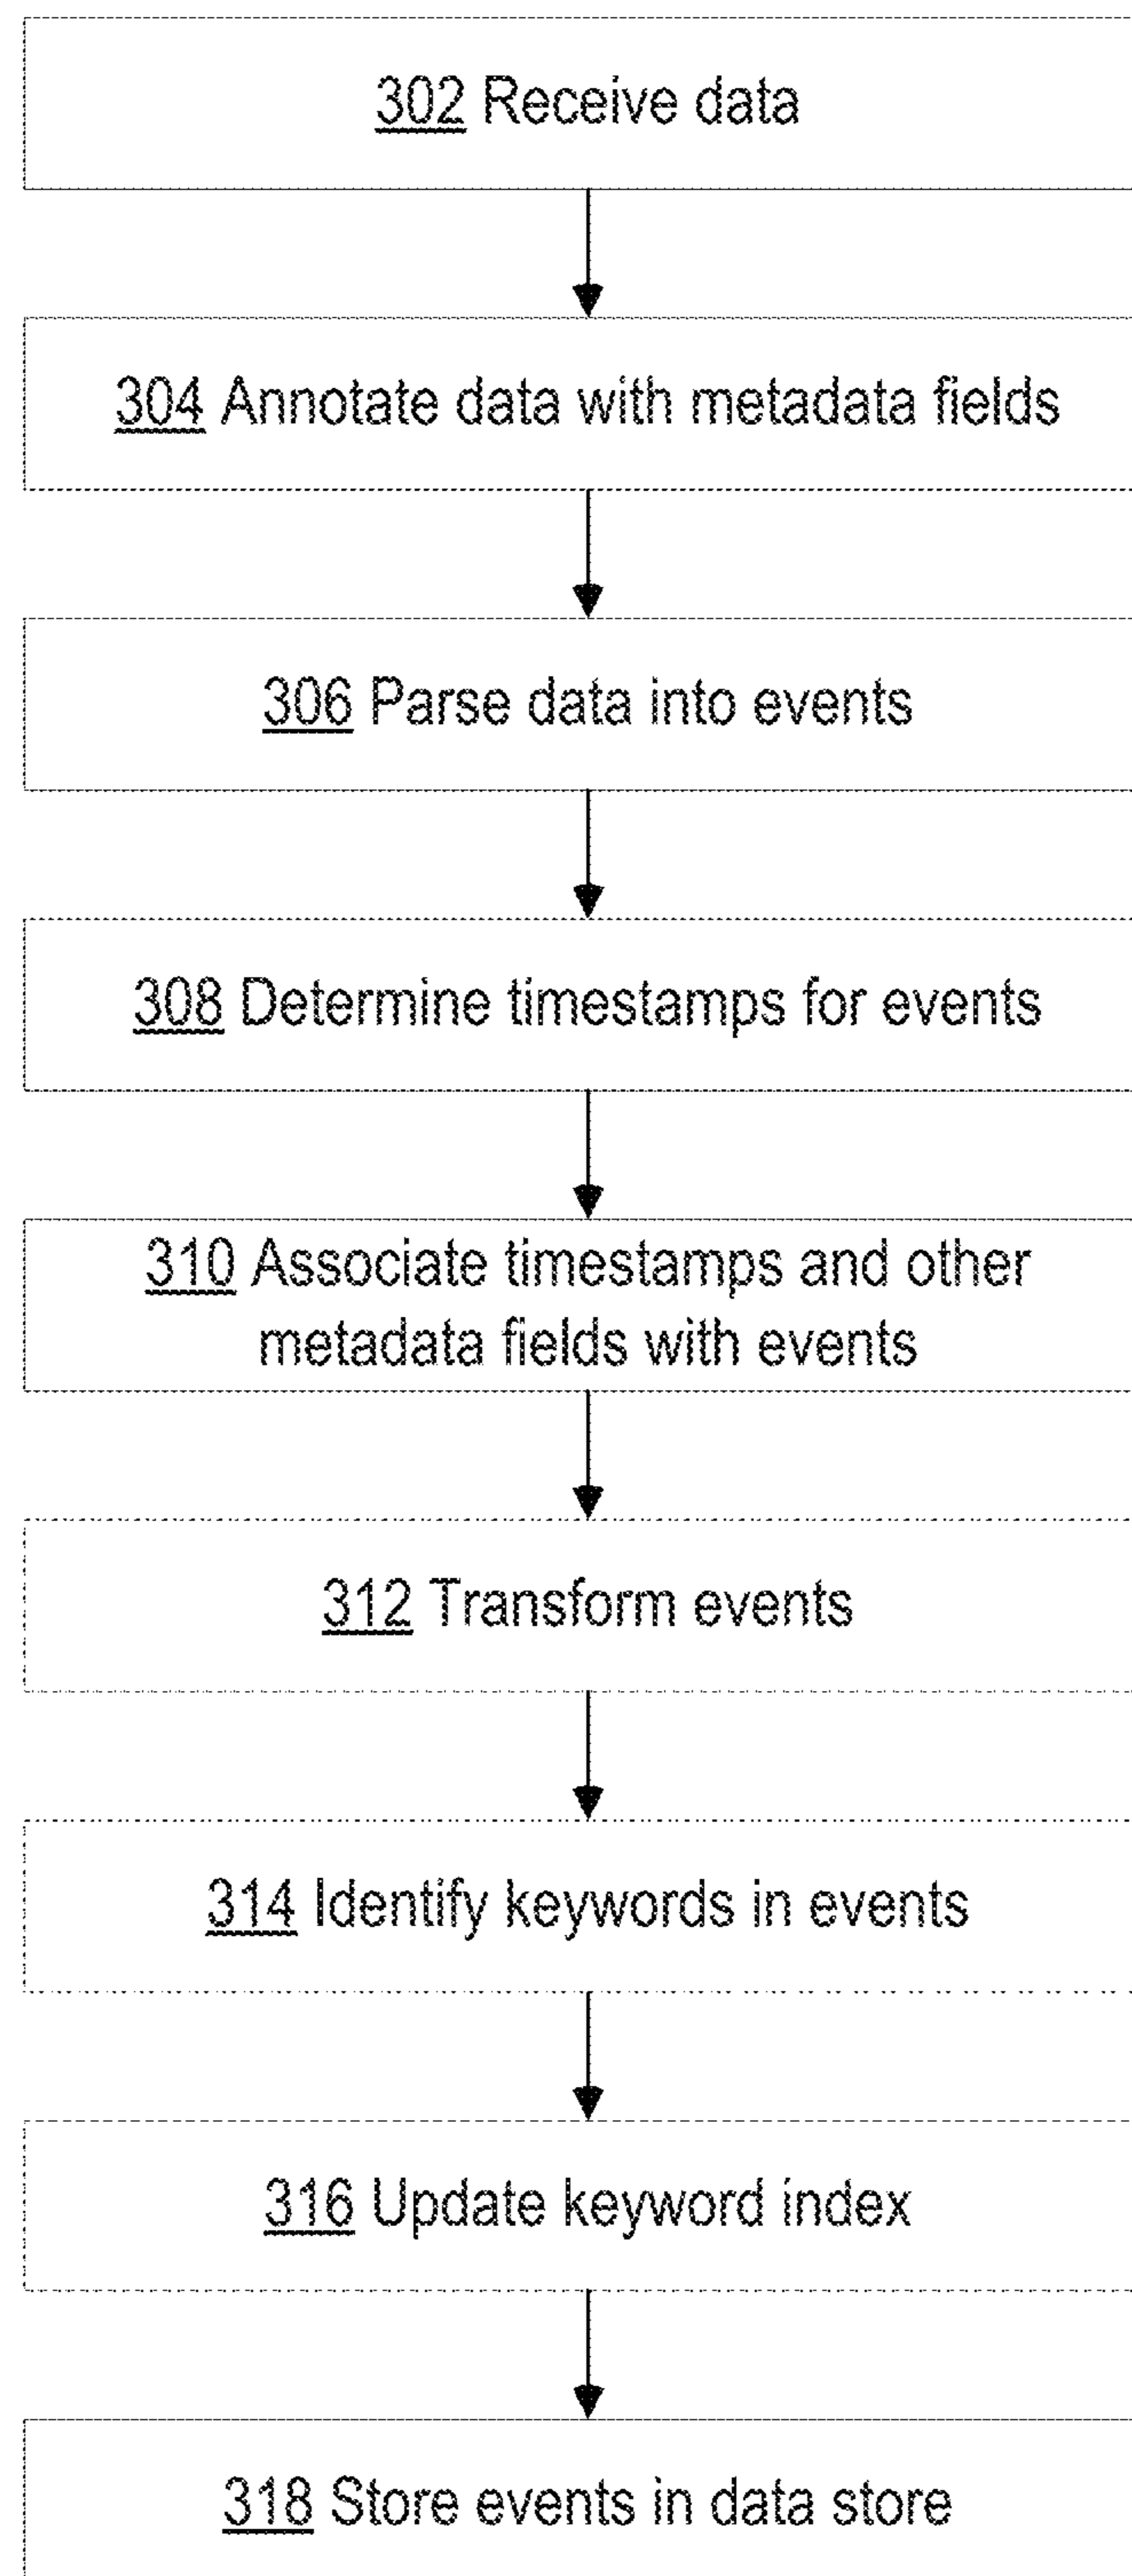 302 Receive data
304 Annotate data with metadata fields
306 Parse data into events
308 Determine timestamps for events
310 Associate timestamps and other
metadata fields with events
312 Transform events
314 Identify keywords in events
316 Update keyword index
318 Store events in data store